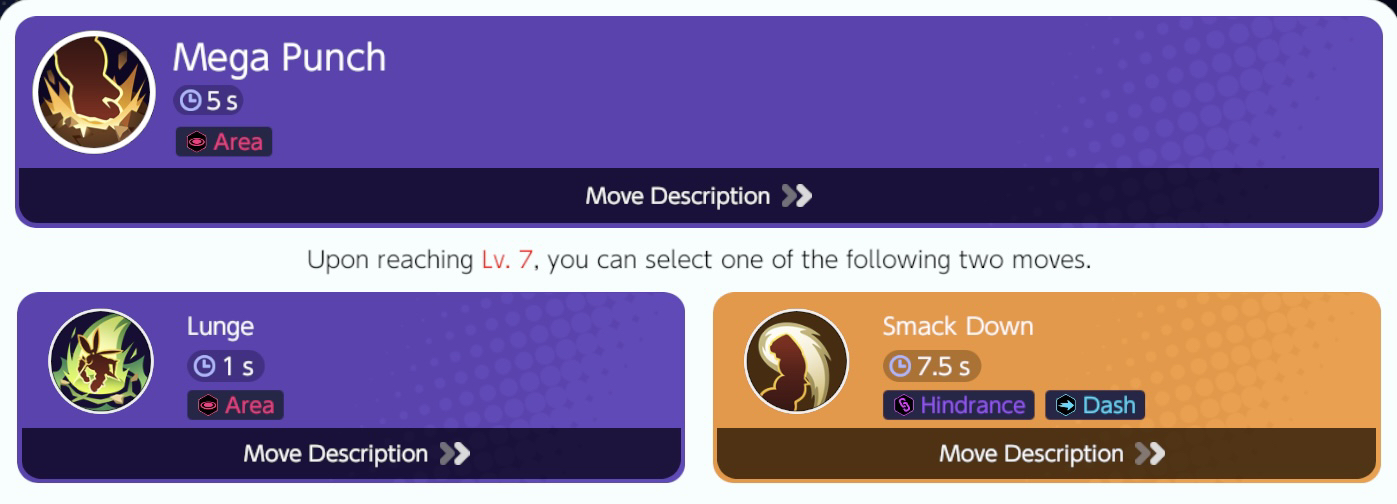 Mega Punch
5 s
Area
Move Description
Upon reaching Lv. 7, you can select one of the following two moves.
Lunge
1 s
Area
Move Description
Smack Down
7.5 s
Hindrance Dash
Move Description